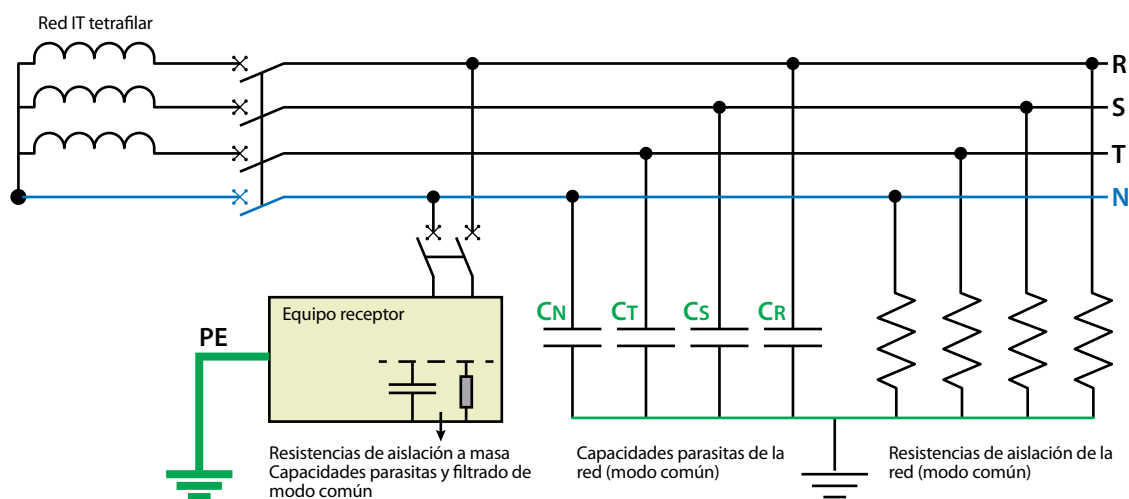 Red IT tetrafilar
R
S
T
N
CN
CT
CS
CR
Equipo receptor
PE
Resistencias de aislación a masa
Capacidades parasitas y filtrado de
modo común
Capacidades parasitas de la
red (modo común)
Resistencias de aislación de la
red (modo común)